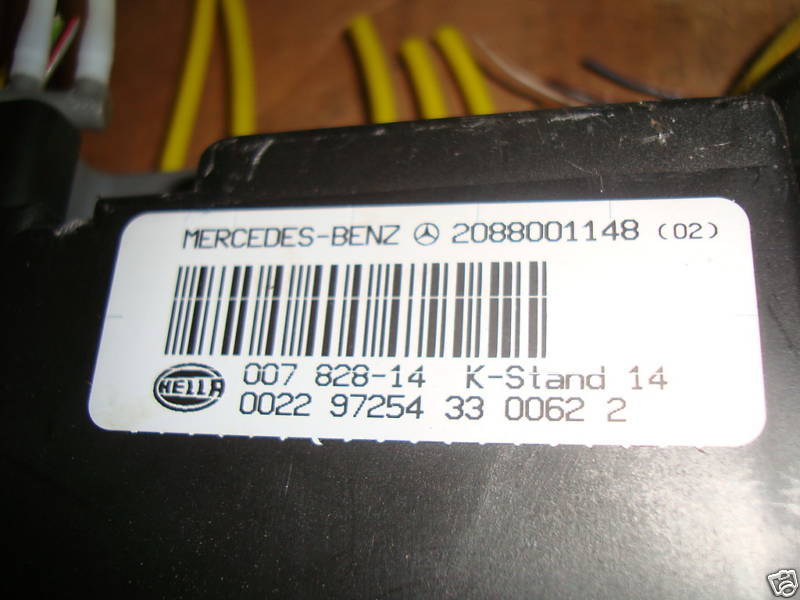 MERCEDES-BENZ 2088001148 (02)
HELLA 007 828-14 K-Stand 14
0022 97254 33 0062 2